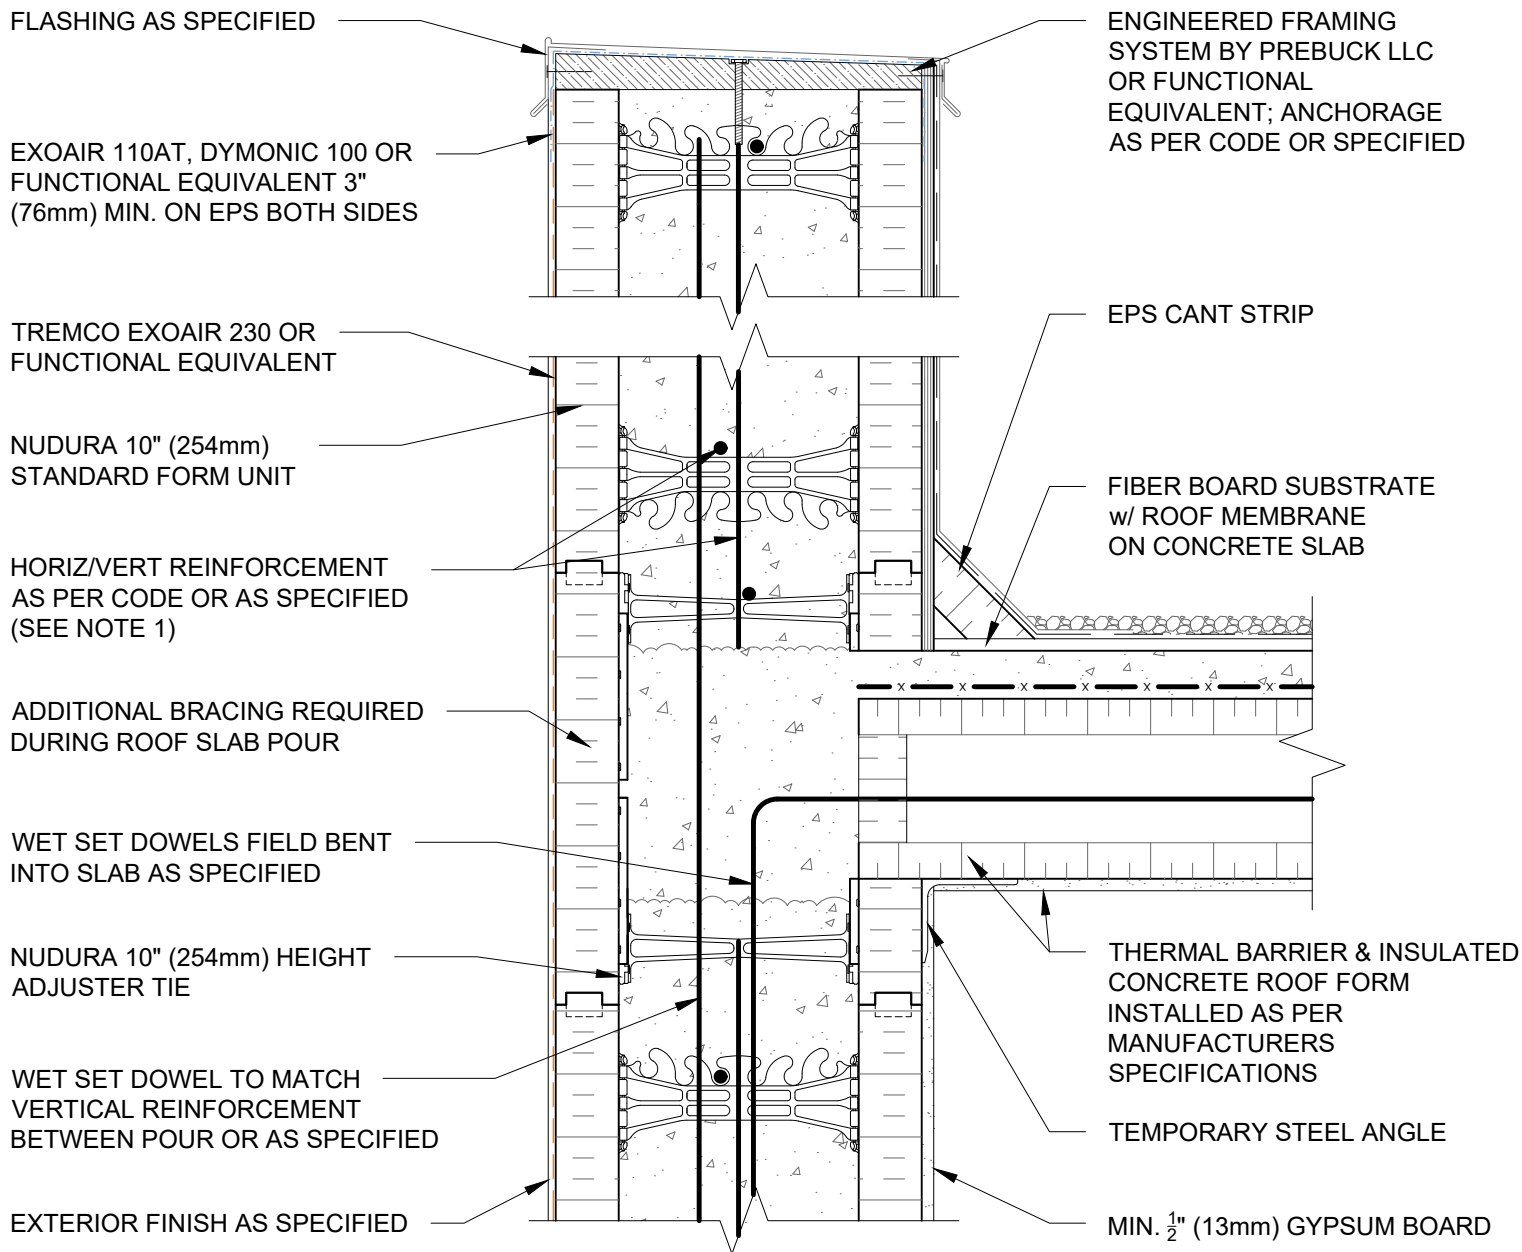 FLASHING AS SPECIFIED
EXOAIR 110AT, DYMONIC 100 OR
FUNCTIONAL EQUIVALENT 3"
(76mm) MIN. ON EPS BOTH SIDES
TREMCO EXOAIR 230 OR
FUNCTIONAL EQUIVALENT
NUDURA 10" (254mm)
STANDARD FORM UNIT
HORIZ/VERT REINFORCEMENT
AS PER CODE OR AS SPECIFIED
(SEE NOTE 1)
ADDITIONAL BRACING REQUIRED
DURING ROOF SLAB POUR
WET SET DOWELS FIELD BENT
INTO SLAB AS SPECIFIED
NUDURA 10" (254mm) HEIGHT
ADJUSTER TIE
WET SET DOWEL TO MATCH
VERTICAL REINFORCEMENT
BETWEEN POUR OR AS SPECIFIED
EXTERIOR FINISH AS SPECIFIED
ENGINEERED FRAMING
SYSTEM BY PREBUCK LLC
OR FUNCTIONAL
EQUIVALENT; ANCHORAGE
AS PER CODE OR SPECIFIED
EPS CANT STRIP
FIBER BOARD SUBSTRATE
w/ ROOF MEMBRANE
ON CONCRETE SLAB
x x x x x x x
THERMAL BARRIER & INSULATED
CONCRETE ROOF FORM
INSTALLED AS PER
MANUFACTURERS
SPECIFICATIONS
TEMPORARY STEEL ANGLE
MIN. 1/2" (13mm) GYPSUM BOARD